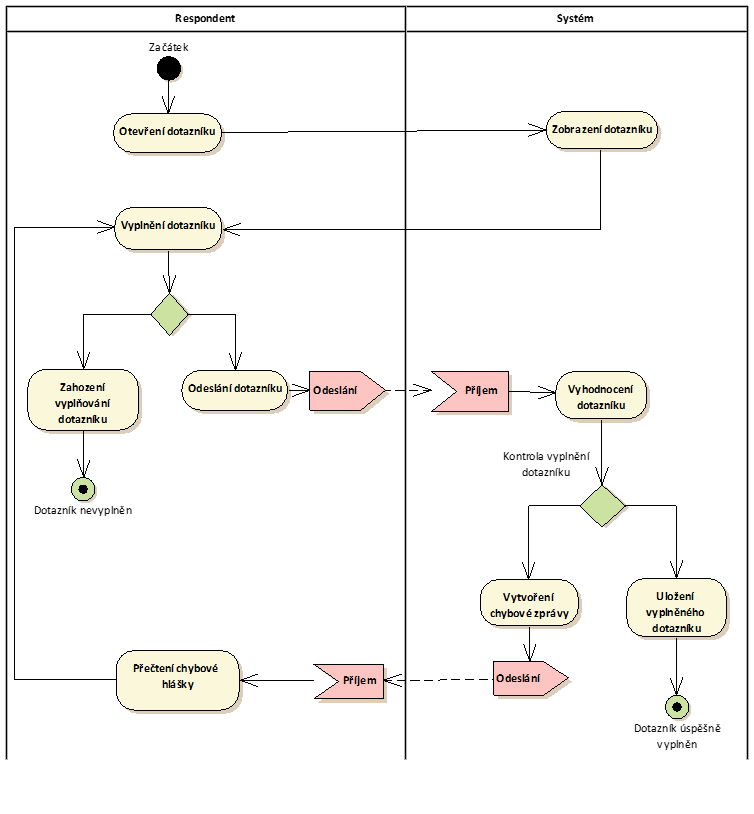 Respondent
Systém
Začátek
Otevření dotazníku
Zobrazení dotazníku
Vyplnění dotazníku
Zahození
vyplňování
dotazníku
Odeslání dotazníku
Odeslání
Příjem
Vyhodnocení
dotazníku
Kontrola vyplnění
dotazníku
Dotazník nevyplněn
Vytvoření
chybové zprávy
Uložení
vyplněného
dotazníku
Přečtení chybové
hlášky
Příjem
Odeslání
Dotazník úspěšně
vyplněn